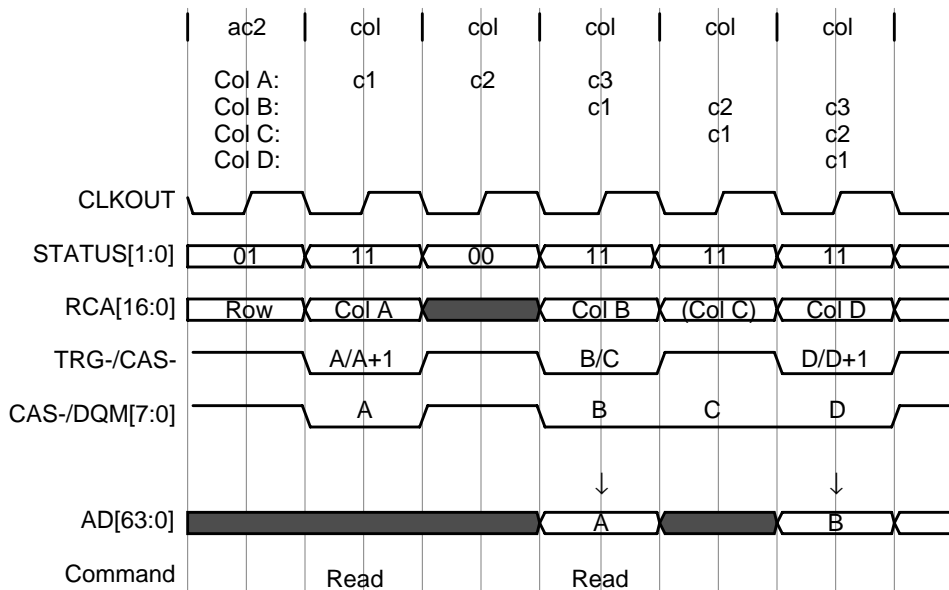 ac2 col col col col col
Col A: c1 c2 c3
Col B: c1 c2 c3
Col C: c1 c2
Col D: c1
CLKOUT
STATUS[1:0] 01 11 00 11 11 11
RCA[16:0] Row Col A Col B (Col C) Col D
TRG-/CAS- A/A+1 B/C D/D+1
CAS-/DQM[7:0] A B C D
↓ ↓
AD[63:0] A B
Command Read Read